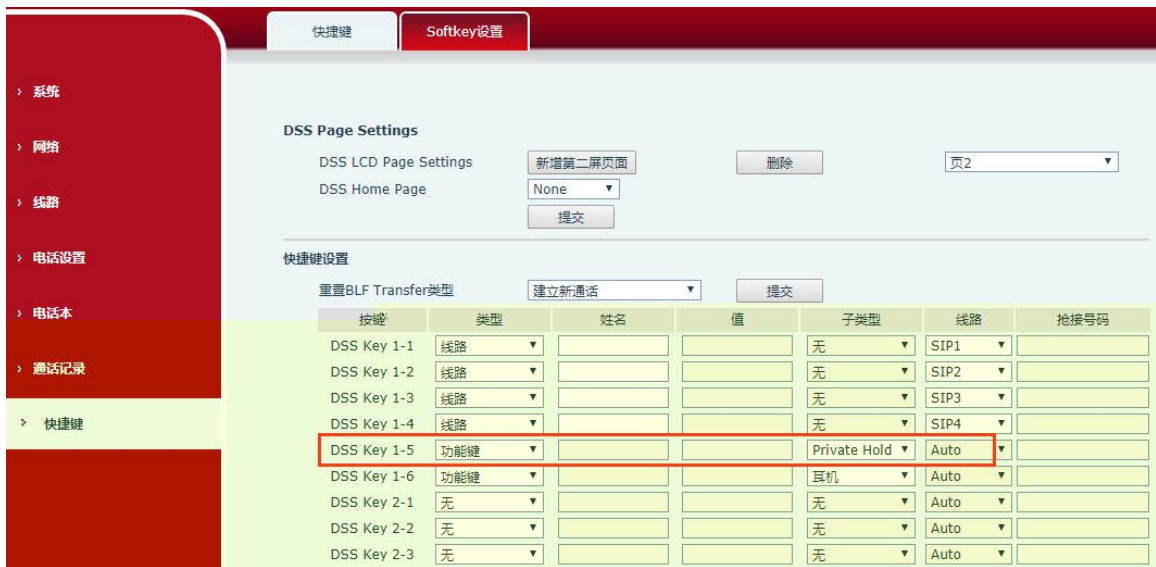 快捷键 Softkey设置
系统
网络
线路
电话设置
电话本
通话记录
快捷键
DSS Page Settings
DSS LCD Page Settings 新增第二屏页面 删除 页2
DSS Home Page None
提交
快捷键设置
重置BLF Transfer类型 建立新通话 提交
按键 类型 姓名 值 子类型 线路 抢接号码
DSS Key 1-1 线路 无 SIP1
DSS Key 1-2 线路 无 SIP2
DSS Key 1-3 线路 无 SIP3
DSS Key 1-4 线路 无 SIP4
DSS Key 1-5 功能键 Private Hold Auto
DSS Key 1-6 功能键 耳机 Auto
DSS Key 2-1 无 无 Auto
DSS Key 2-2 无 无 Auto
DSS Key 2-3 无 无 Auto